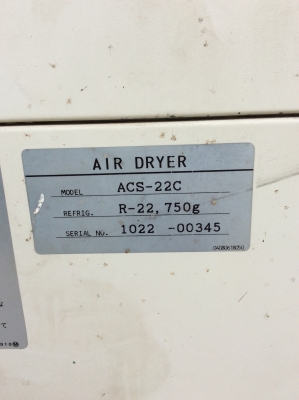 AIR DRYER
MODEL ACS-22C
REFRIG. R-22, 750g
SERIAL NO. 1022 -00345
℃